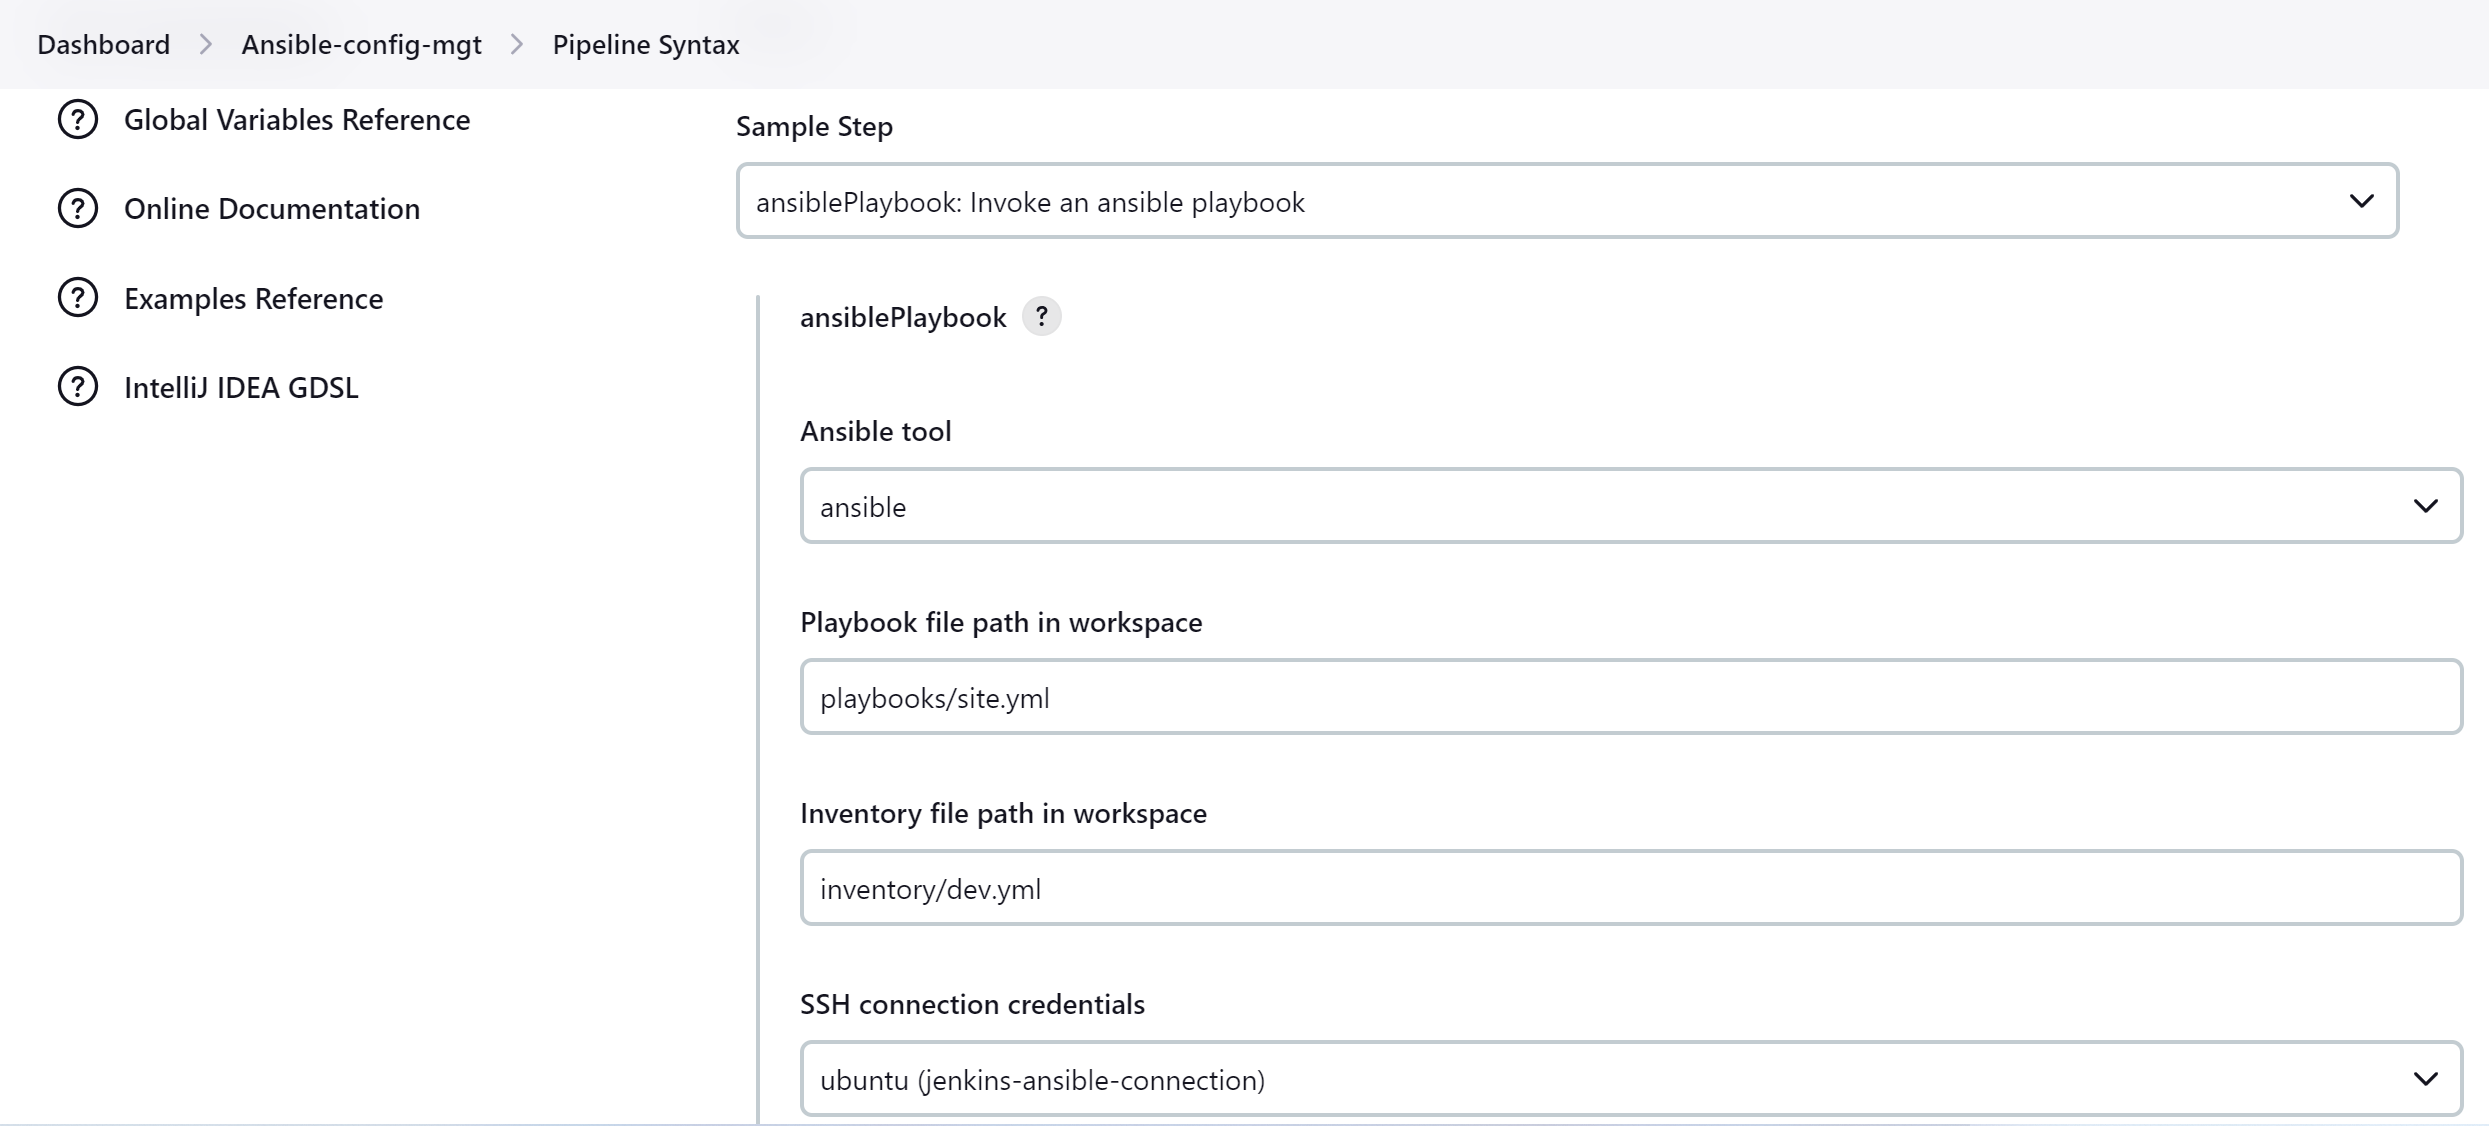 Dashboard > Ansible-config-mgt > Pipeline Syntax
Global Variables Reference
Online Documentation
Examples Reference
IntelliJ IDEA GDSL
Sample Step
ansiblePlaybook: Invoke an ansible playbook
ansiblePlaybook ?
Ansible tool
ansible
Playbook file path in workspace
playbooks/site.yml
Inventory file path in workspace
inventory/dev.yml
SSH connection credentials
ubuntu (jenkins-ansible-connection)